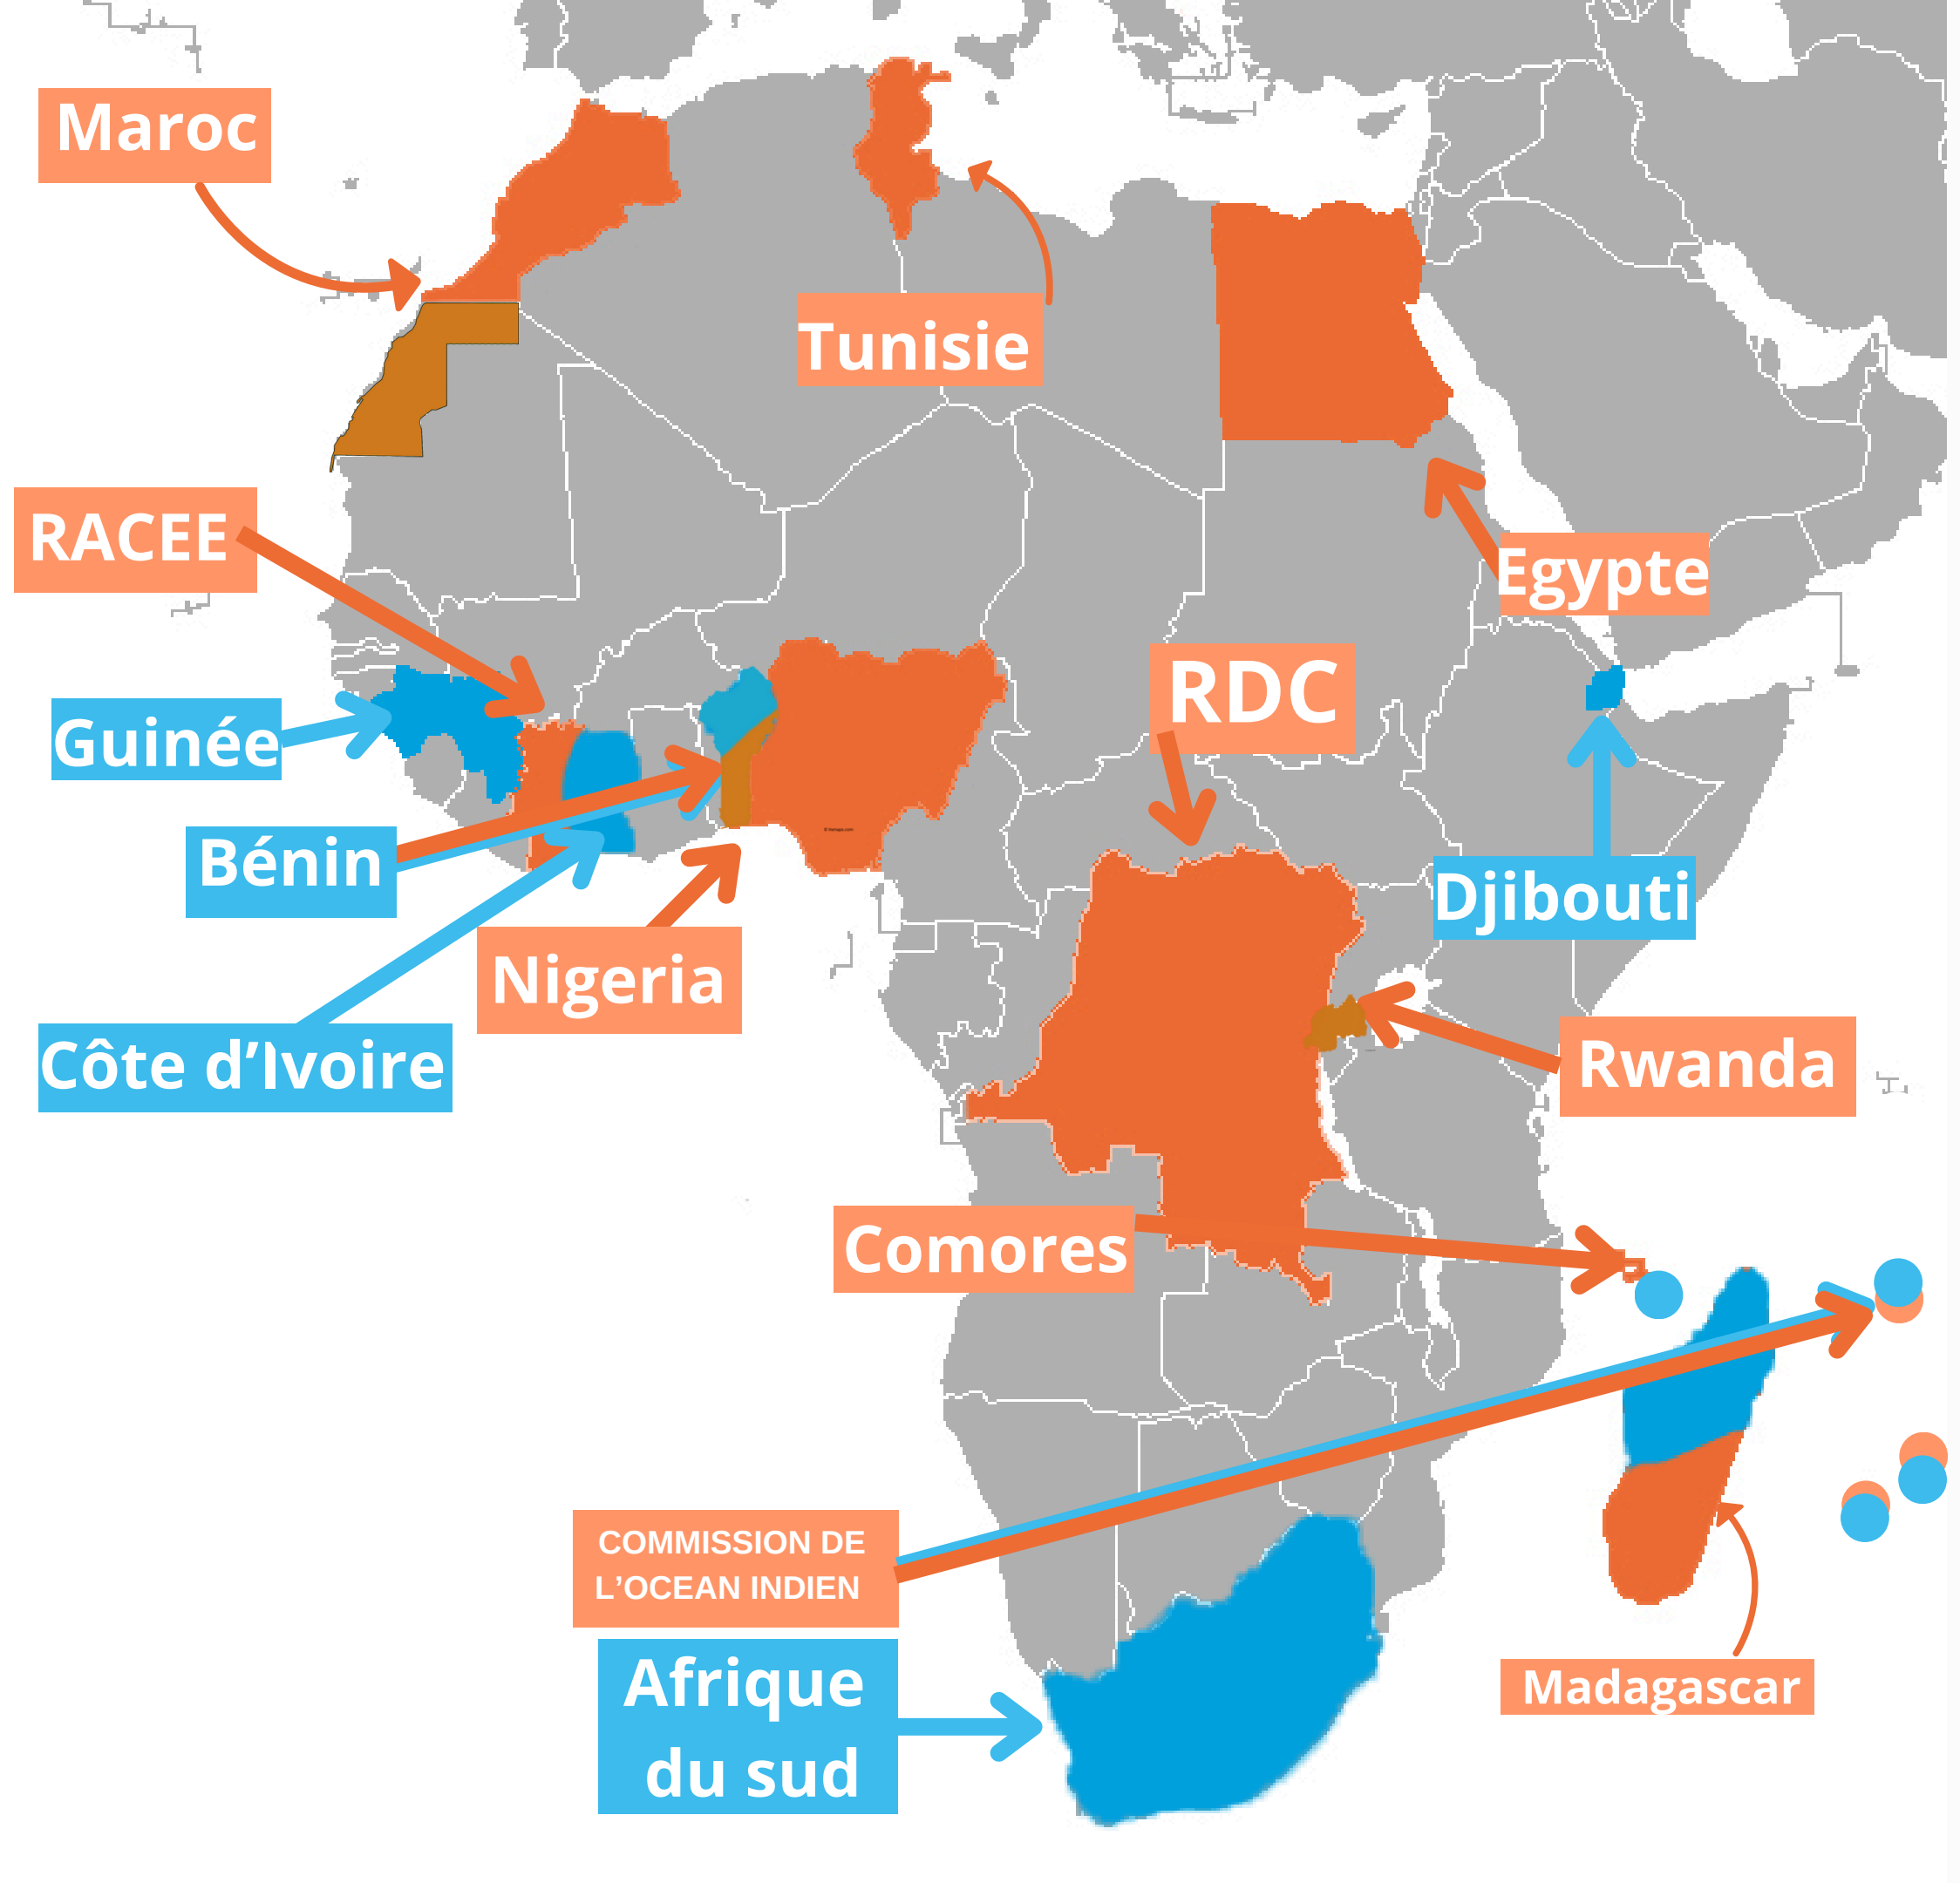 Maroc
Tunisie
RACEE
Egypte
RDC
Guinée
Bénin
Djibouti
Nigeria
Côte d’Ivoire
Rwanda
Comores
COMMISSION DE
L’OCEAN INDIEN
Afrique
du sud
Madagascar